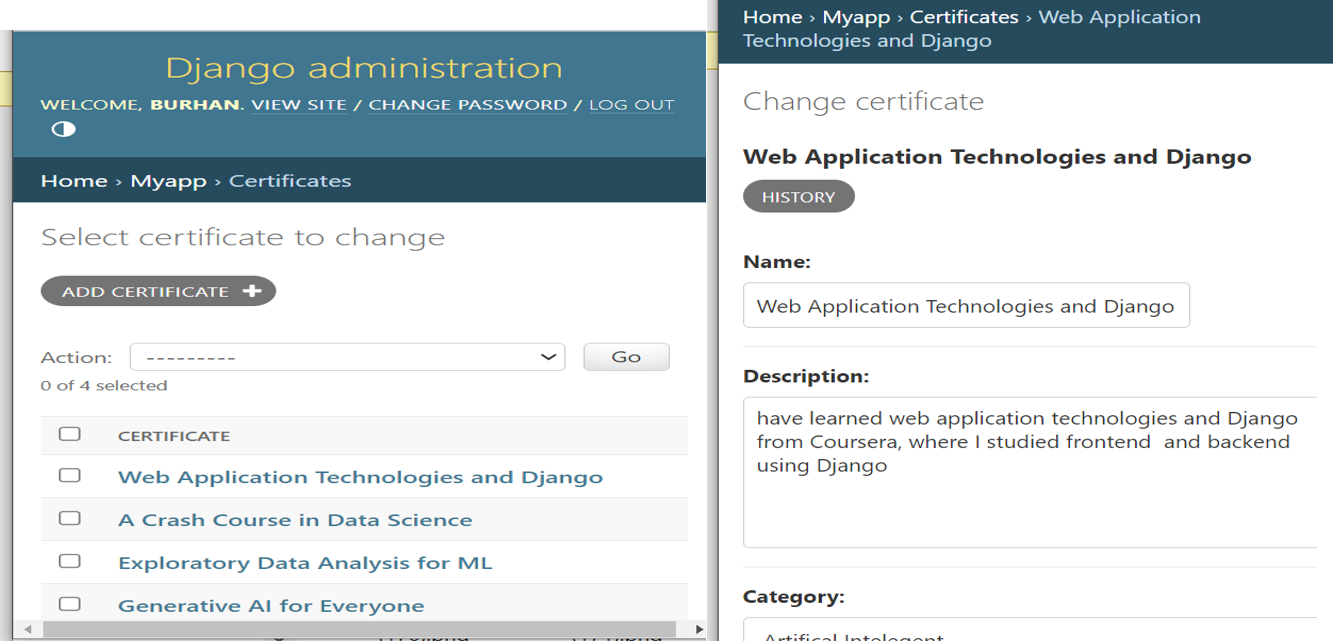 Django administration
WELCOME, BURHAN. VIEW SITE / CHANGE PASSWORD / LOG OUT
Home › Myapp › Certificates
Select certificate to change
ADD CERTIFICATE +
Action: ---------
Go
0 of 4 selected
CERTIFICATE
Web Application Technologies and Django
A Crash Course in Data Science
Exploratory Data Analysis for ML
Generative AI for Everyone
Home › Myapp › Certificates › Web Application
Technologies and Django
Change certificate
Web Application Technologies and Django
HISTORY
Name:
Web Application Technologies and Django
Description:
have learned web application technologies and Django
from Coursera, where I studied frontend  and backend
using Django
Category:
Artifical Intelegent